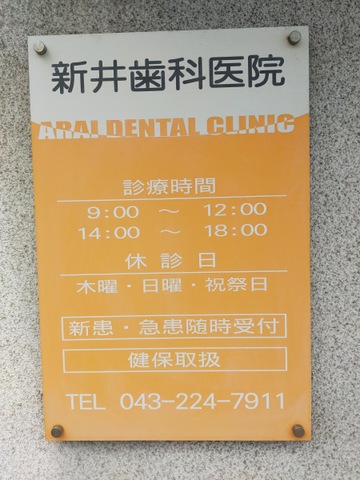 新井歯科医院
ARAI DENTAL CLINIC
診療時間
9:00 ～ 12:00
14:00 ～ 18:00
休診日
木曜・日曜・祝祭日
新患・急患随時受付
健保取扱
TEL 043-224-7911